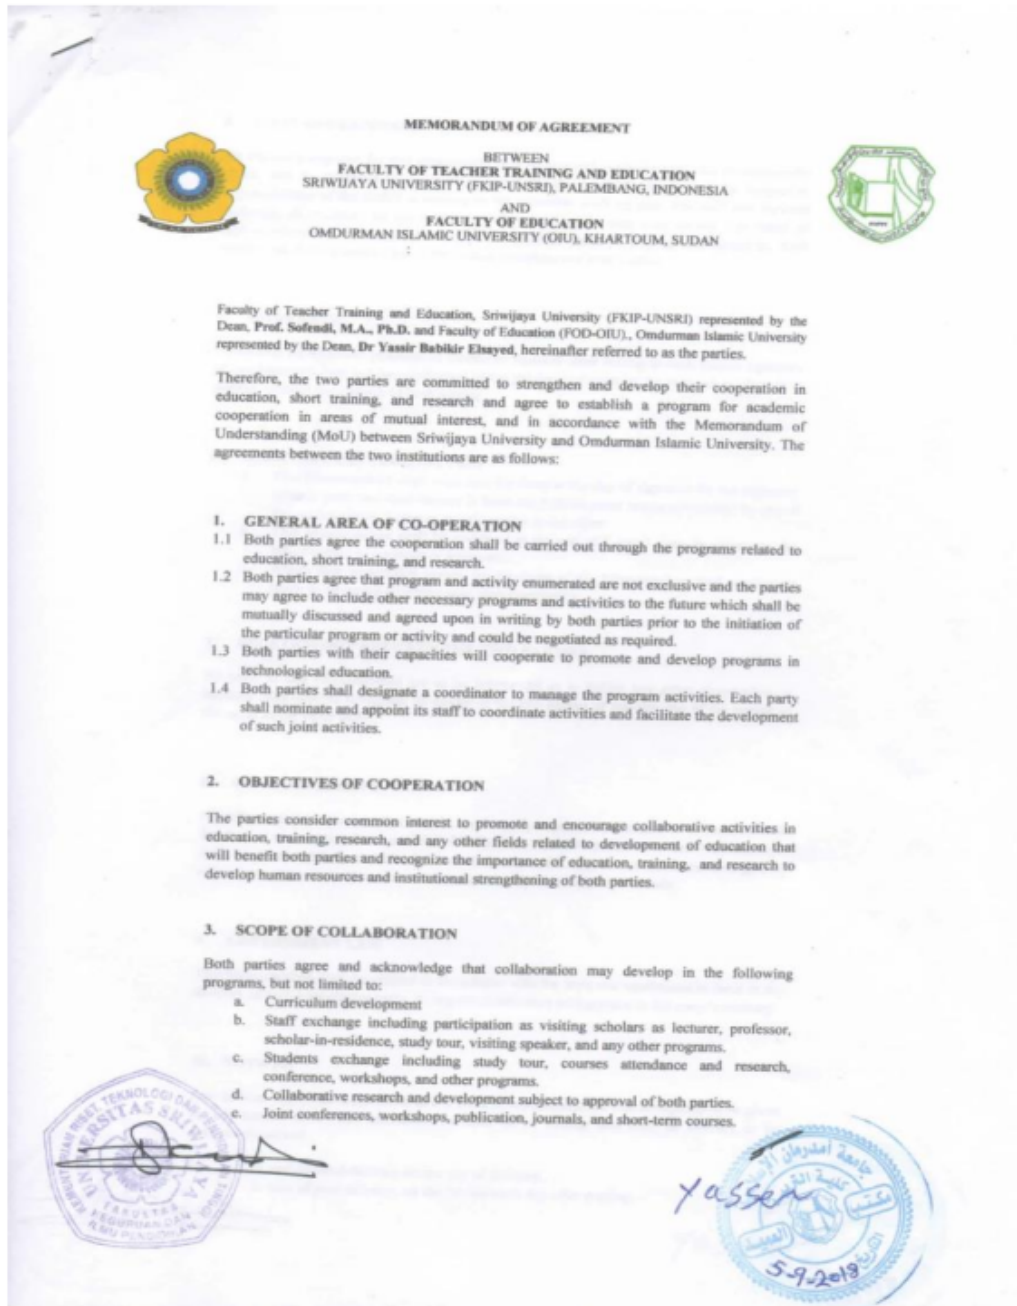 MEMORANDUM OF AGREEMENT
BETWEEN
FACULTY OF TEACHER TRAINING AND EDUCATION
SRIWIJAYA UNIVERSITY (FKIP-UNSRI), PALEMBANG, INDONESIA
AND
FACULTY OF EDUCATION
OMDURMAN ISLAMIC UNIVERSITY (OIU), KHARTOUM, SUDAN
Faculty of Teacher Training and Education, Sriwijaya University (FKIP-UNSRI) represented by the
Dean, Prof. Sofendi, M.A., Ph.D. and Faculty of Education (FOD-OIU)., Omdurman Islamic University
represented by the Dean, Dr Yassir Babikir Elsayed, hereinafter referred to as the parties.
Therefore, the two parties are committed to strengthen and develop their cooperation in
education, short training, and research and agree to establish a program for academic
cooperation in areas of mutual interest, and in accordance with the Memorandum of
Understanding (MoU) between Sriwijaya University and Omdurman Islamic University. The
agreements between the two institutions are as follows:
1. GENERAL AREA OF CO-OPERATION
1.1 Both parties agree the cooperation shall be carried out through the programs related to
education, short training, and research.
1.2 Both parties agree that program and activity enumerated are not exclusive and the parties
may agree to include other necessary programs and activities to the future which shall be
mutually discussed and agreed upon in writing by both parties prior to the initiation of
the particular program or activity and could be negotiated as required.
1.3 Both parties with their capacities will cooperate to promote and develop programs in
technological education.
1.4 Both parties shall designate a coordinator to manage the program activities. Each party
shall nominate and appoint its staff to coordinate activities and facilitate the development
of such joint activities.
2. OBJECTIVES OF COOPERATION
The parties consider common interest to promote and encourage collaborative activities in
education, training, research, and any other fields related to development of education that
will benefit both parties and recognize the importance of education, training, and research to
develop human resources and institutional strengthening of both parties.
3. SCOPE OF COLLABORATION
Both parties agree and acknowledge that collaboration may develop in the following
programs, but not limited to:
a. Curriculum development
b. Staff exchange including participation as visiting scholars as lecturer, professor,
scholar-in-residence, study tour, visiting speaker, and any other programs.
c. Students exchange including study tour, courses attendance and research,
conference, workshops, and other programs.
d. Collaborative research and development subject to approval of both parties.
e. Joint conferences, workshops, publication, journals, and short-term courses.
UNIVERSITAS SRIWIJAYA
FAKULTAS
KEGURUAN DAN
ILMU PENDIDIKAN
Yasser
جامعة أمدرمان
مكتب
العميد
5-9-2018